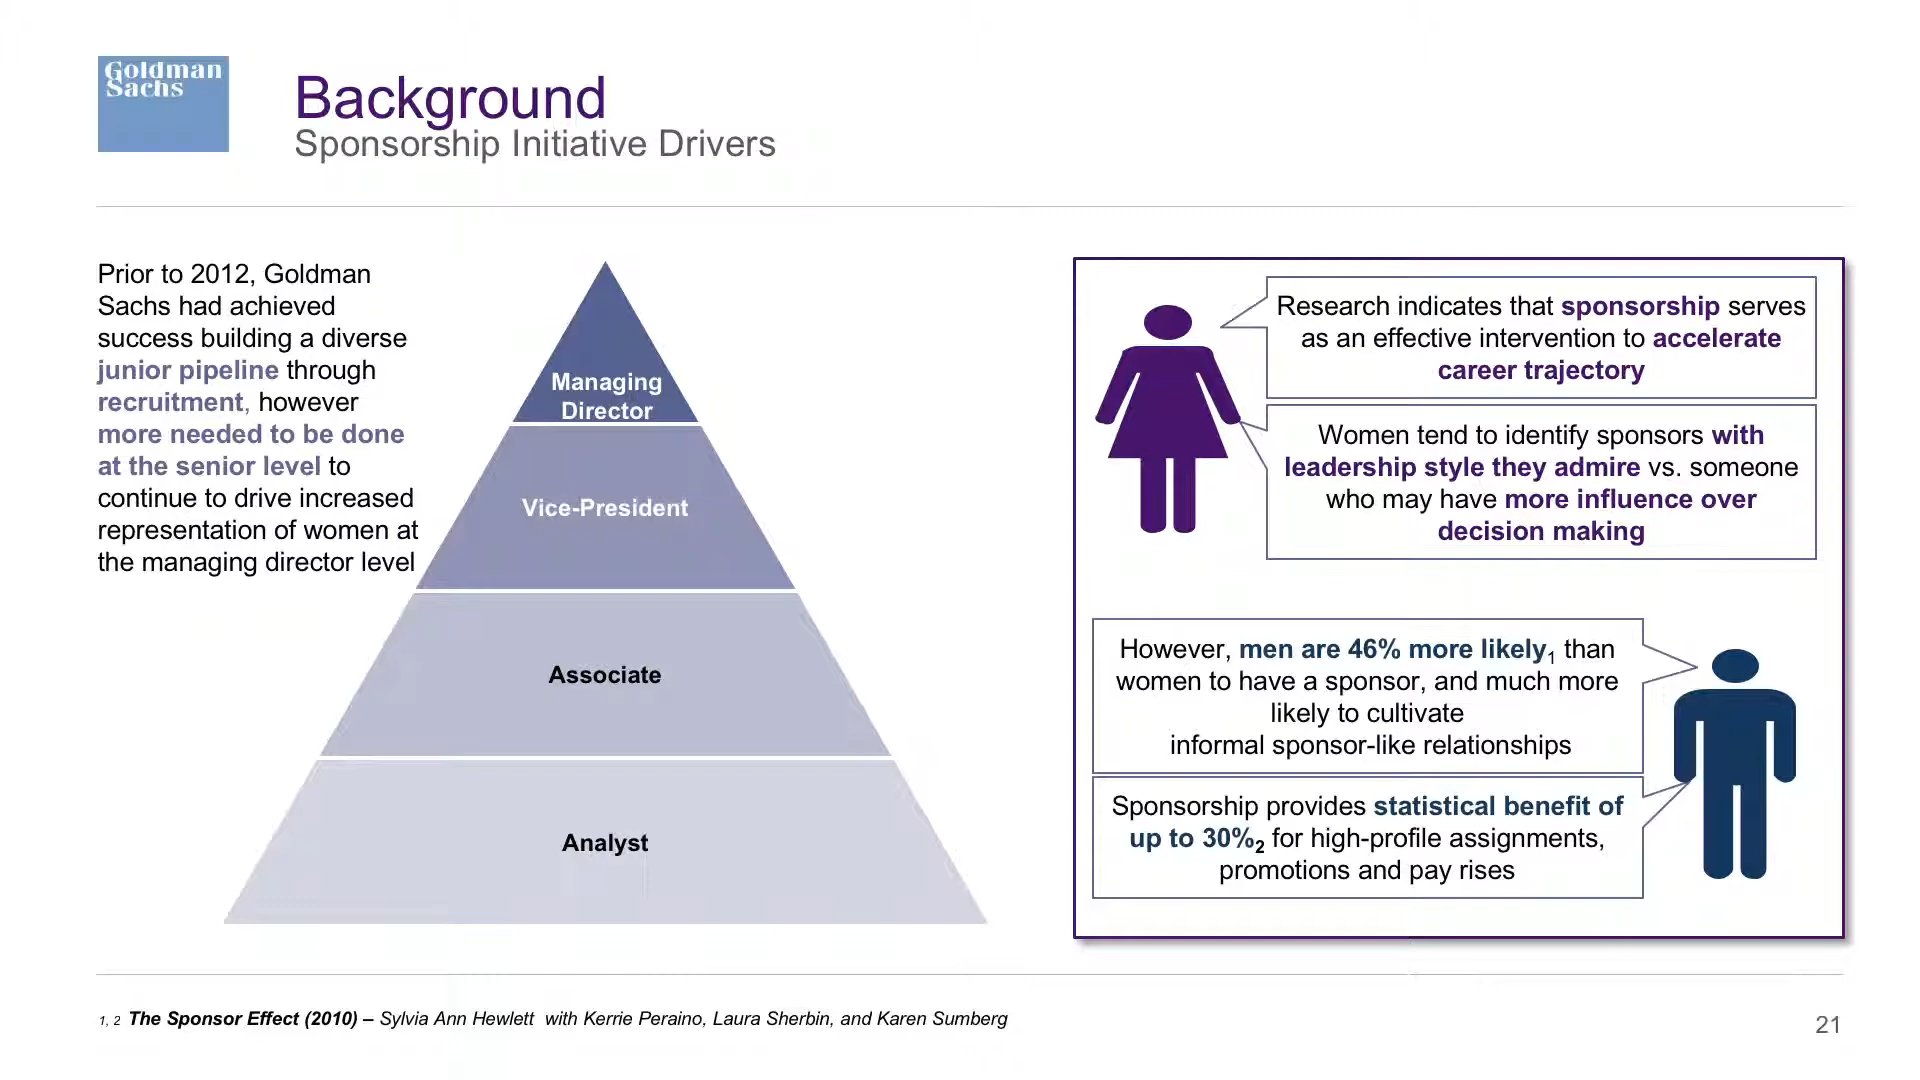 Goldman
Sachs
Background
Sponsorship Initiative Drivers
Prior to 2012, Goldman
Sachs had achieved
success building a diverse
junior pipeline through
recruitment, however
more needed to be done
at the senior level to
continue to drive increased
representation of women at
the managing director level
Managing
Director
Vice-President
Associate
Analyst
Research indicates that sponsorship serves
as an effective intervention to accelerate
career trajectory
Women tend to identify sponsors with
leadership style they admire vs. someone
who may have more influence over
decision making
However, men are 46% more likely1 than
women to have a sponsor, and much more
likely to cultivate
informal sponsor-like relationships
Sponsorship provides statistical benefit of
up to 30%2 for high-profile assignments,
promotions and pay rises
1, 2 The Sponsor Effect (2010) – Sylvia Ann Hewlett with Kerrie Peraino, Laura Sherbin, and Karen Sumberg
21